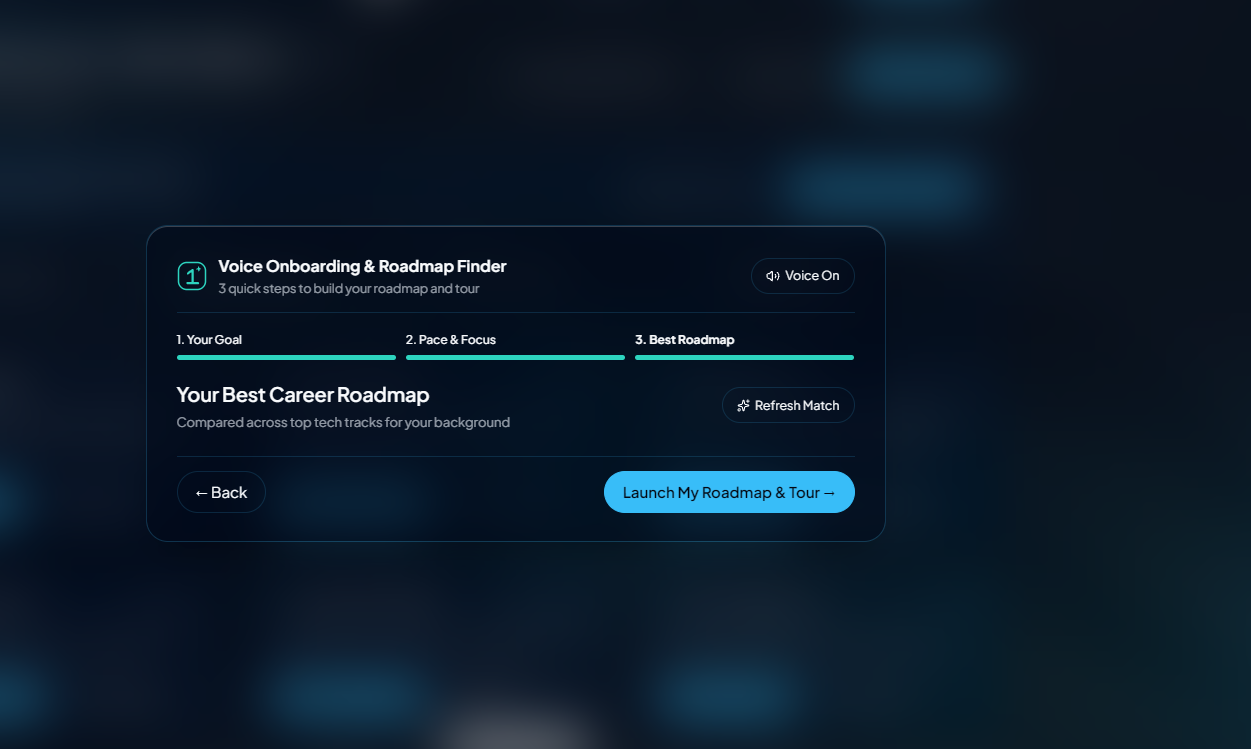 1
Voice Onboarding & Roadmap Finder
3 quick steps to build your roadmap and tour
Voice On
1. Your Goal
2. Pace & Focus
3. Best Roadmap
Your Best Career Roadmap
Compared across top tech tracks for your background
Refresh Match
← Back
Launch My Roadmap & Tour →